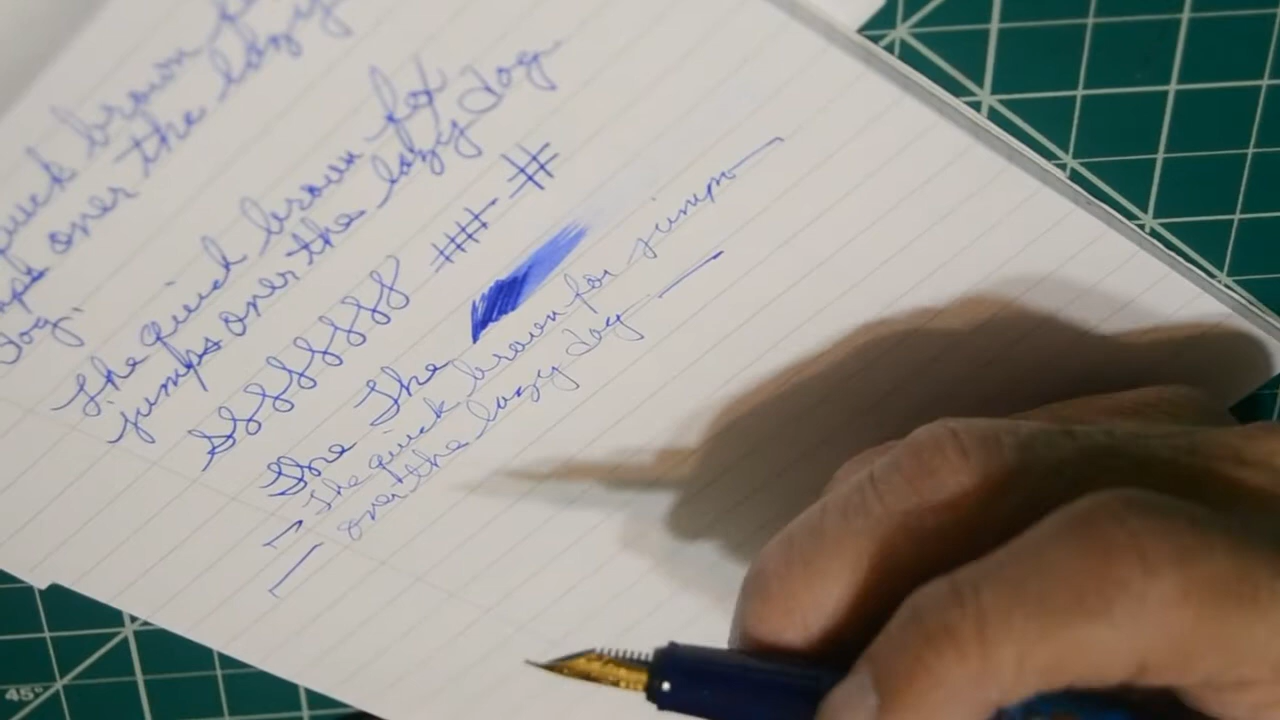 quick brown
jumps over the lazy
dog.
The quick brown fox
jumps over the lazy dog
SSSSSSSS ### #
The The
The quick brown fox jumps
over the lazy dog
45°